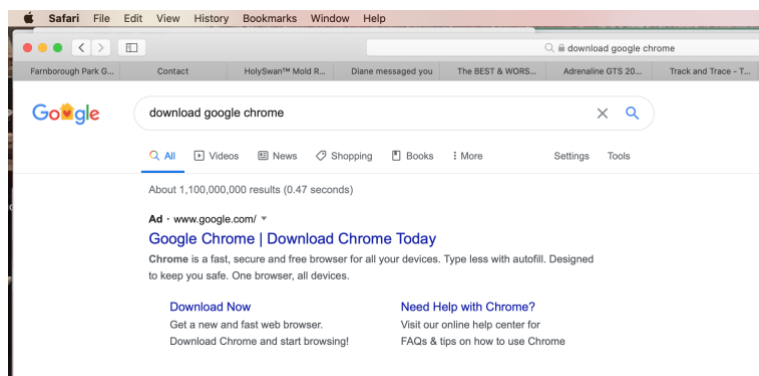 Safari File Edit View History Bookmarks Window Help
download google chrome
Farnborough Park G... Contact HolySwan™ Mold R... Diane messaged you The BEST & WORS... Adrenaline GTS 20... Track and Trace - T...
Google download google chrome
All Videos News Shopping Books More Settings Tools
About 1,100,000,000 results (0.47 seconds)
Ad · www.google.com/
Google Chrome | Download Chrome Today
Chrome is a fast, secure and free browser for all your devices. Type less with autofill. Designed
to keep you safe. One browser, all devices.
Download Now Need Help with Chrome?
Get a new and fast web browser. Visit our online help center for
Download Chrome and start browsing! FAQs & tips on how to use Chrome